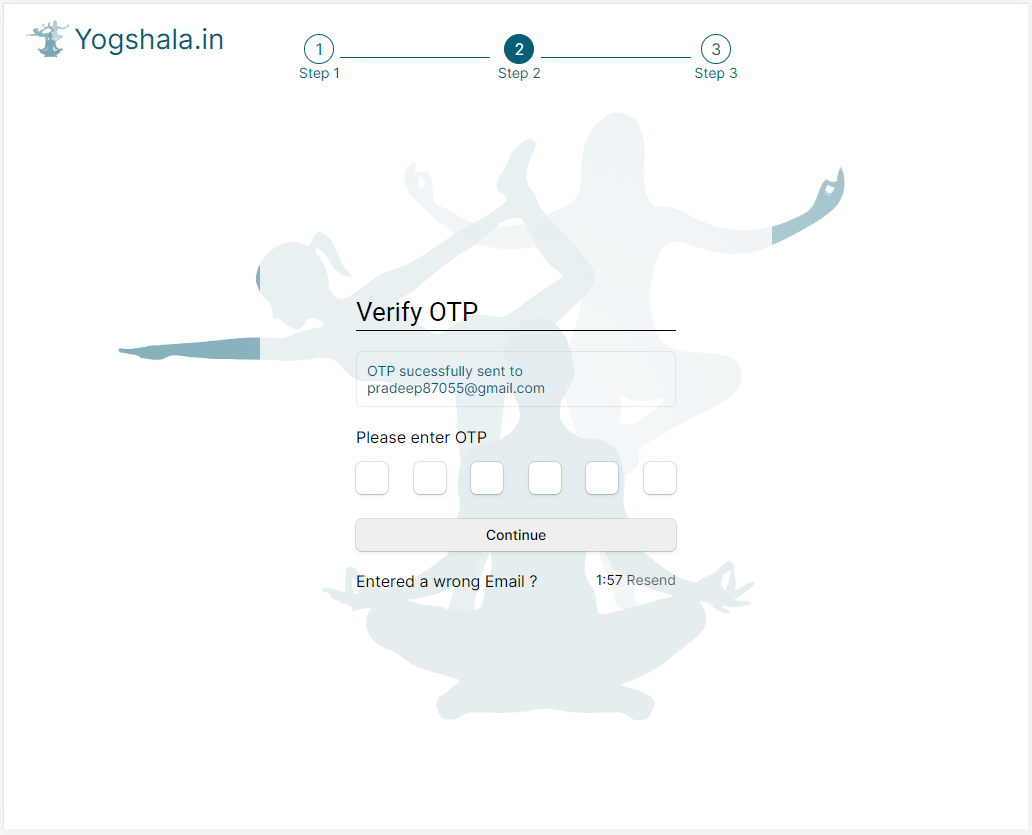 Yogshala.in
1 2 3
Step 1 Step 2 Step 3
Verify OTP
OTP sucessfully sent to
pradeep87055@gmail.com
Please enter OTP
Continue
Entered a wrong Email ? 1:57 Resend